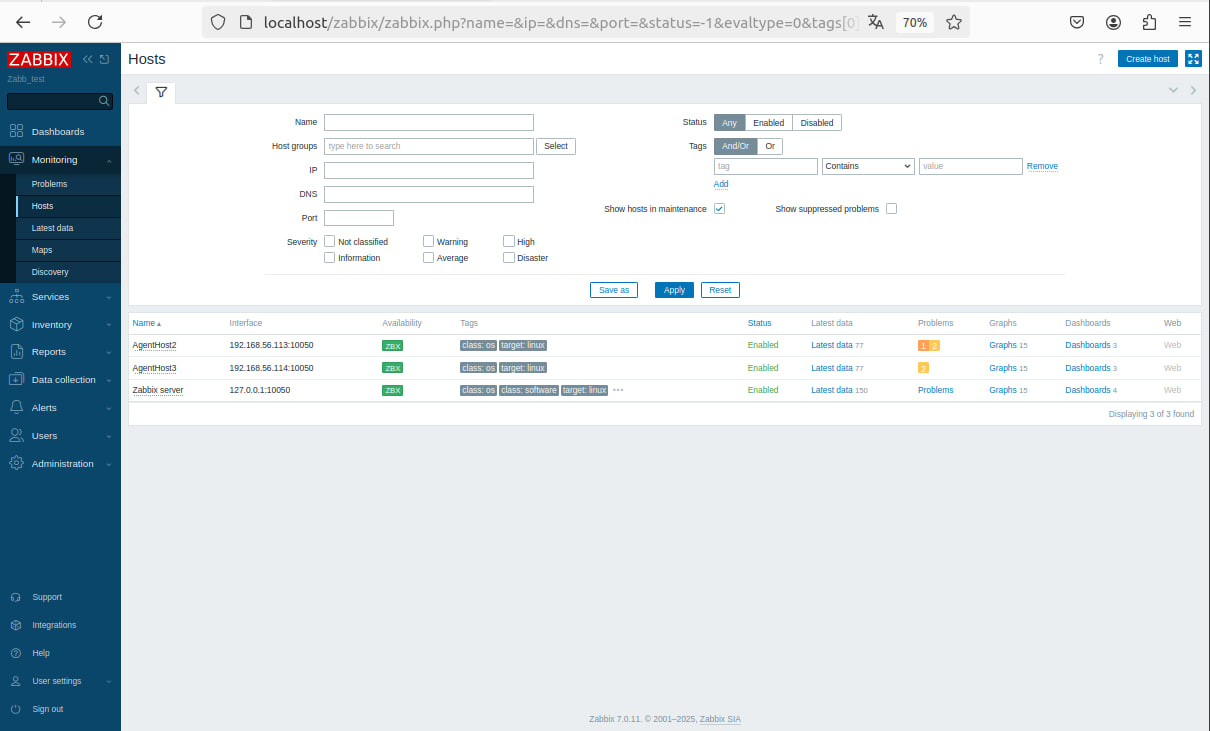 localhost/zabbix/zabbix.php?name=&ip=&dns=&port=&status=-1&evaltype=0&tags[0]
70%
ZABBIX
Zabb_test
Dashboards
Monitoring
Problems
Hosts
Latest data
Maps
Discovery
Services
Inventory
Reports
Data collection
Alerts
Users
Administration
Support
Integrations
Help
User settings
Sign out
Hosts
? Create host
Name
Host groups type here to search Select
IP
DNS
Port
Severity Not classified Warning High
Information Average Disaster
Status Any Enabled Disabled
Tags And/Or Or
tag Contains value Remove
Add
Show hosts in maintenance Show suppressed problems
Save as Apply Reset
Name Interface Availability Tags Status Latest data Problems Graphs Dashboards Web
AgentHost2 192.168.56.113:10050 ZBX class: os target: linux Enabled Latest data 77 1 2 Graphs 15 Dashboards 3 Web
AgentHost3 192.168.56.114:10050 ZBX class: os target: linux Enabled Latest data 77 2 Graphs 15 Dashboards 3 Web
Zabbix server 127.0.0.1:10050 ZBX class: os class: software target: linux ••• Enabled Latest data 150 Problems Graphs 15 Dashboards 4 Web
Displaying 3 of 3 found
Zabbix 7.0.11. © 2001–2025, Zabbix SIA